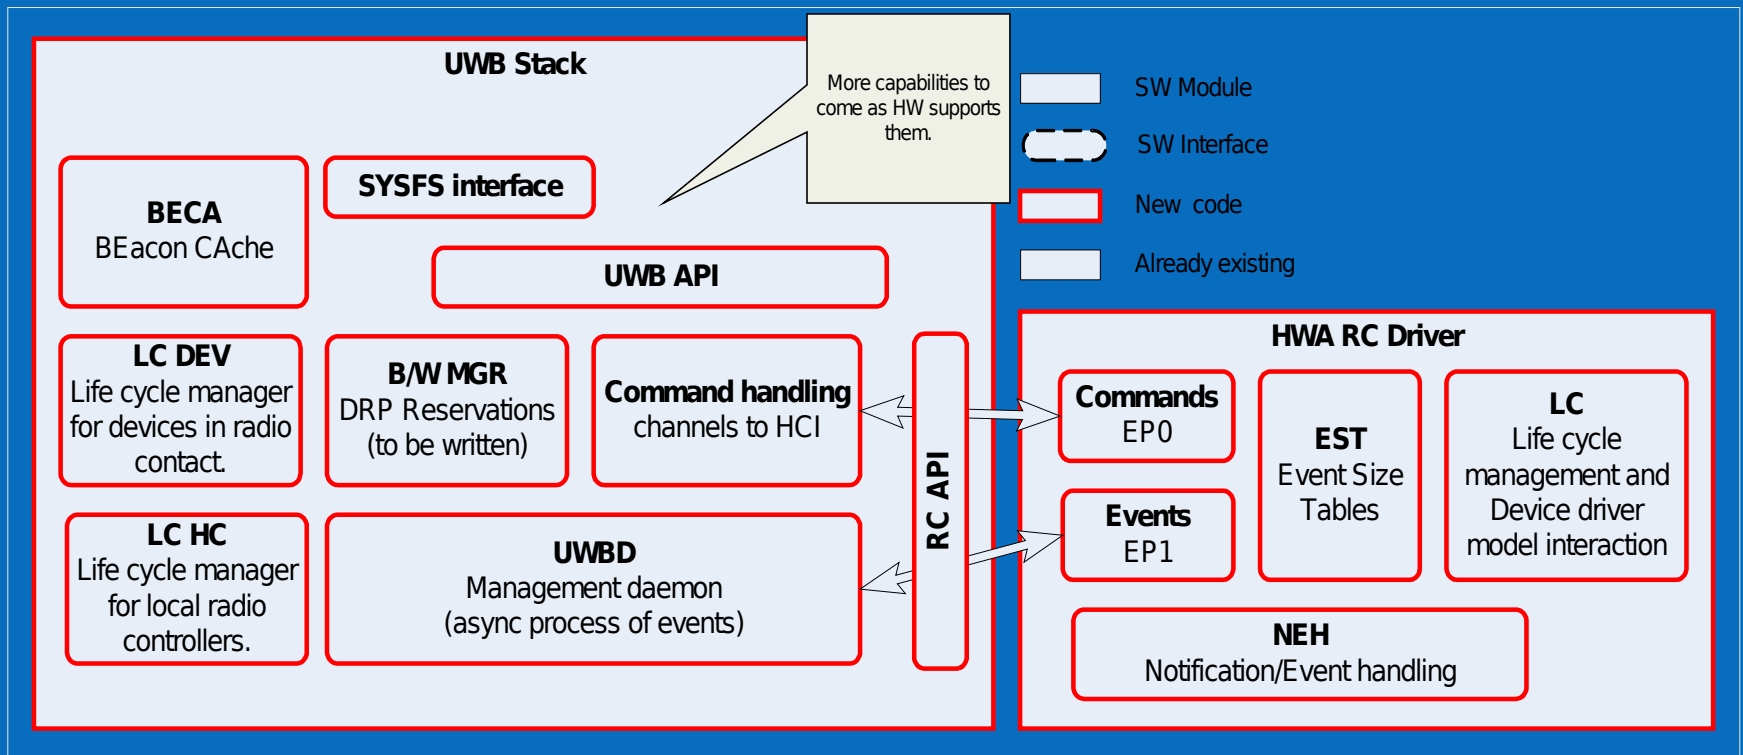 UWB Stack
More capabilities to
come as HW supports
them.
SYSFS interface
BECA
BEacon CAche
UWB API
LC DEV
Life cycle manager
for devices in radio
contact.
B/W MGR
DRP Reservations
(to be written)
Command handling
channels to HCI
LC HC
Life cycle manager
for local radio
controllers.
UWBD
Management daemon
(async process of events)
RC API
SW Module
SW Interface
New code
Already existing
HWA RC Driver
Commands
EP0
Events
EP1
EST
Event Size
Tables
LC
Life cycle
management and
Device driver
model interaction
NEH
Notification/Event handling